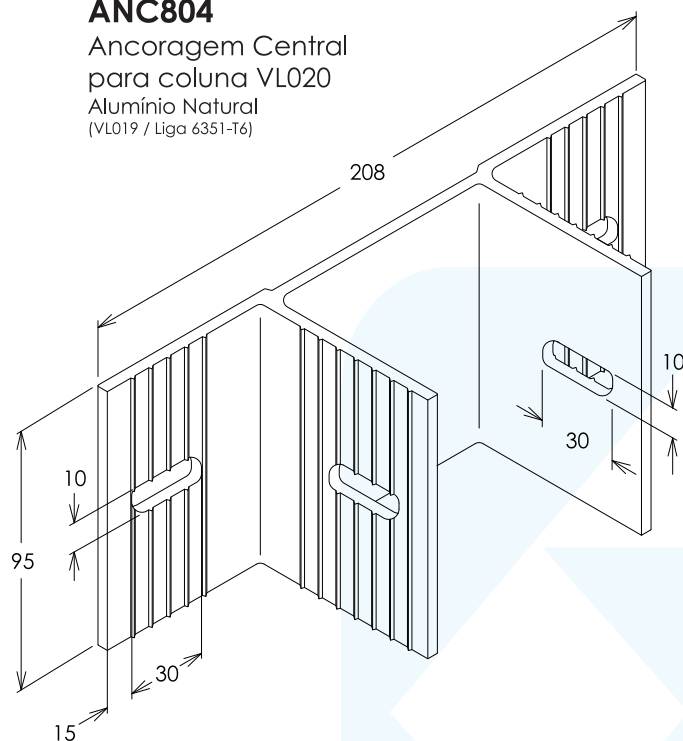 ANC804
Ancoragem Central
para coluna VL020
Alumínio Natural
(VL019 / Liga 6351-T6)
208
10
30
10
95
30
15